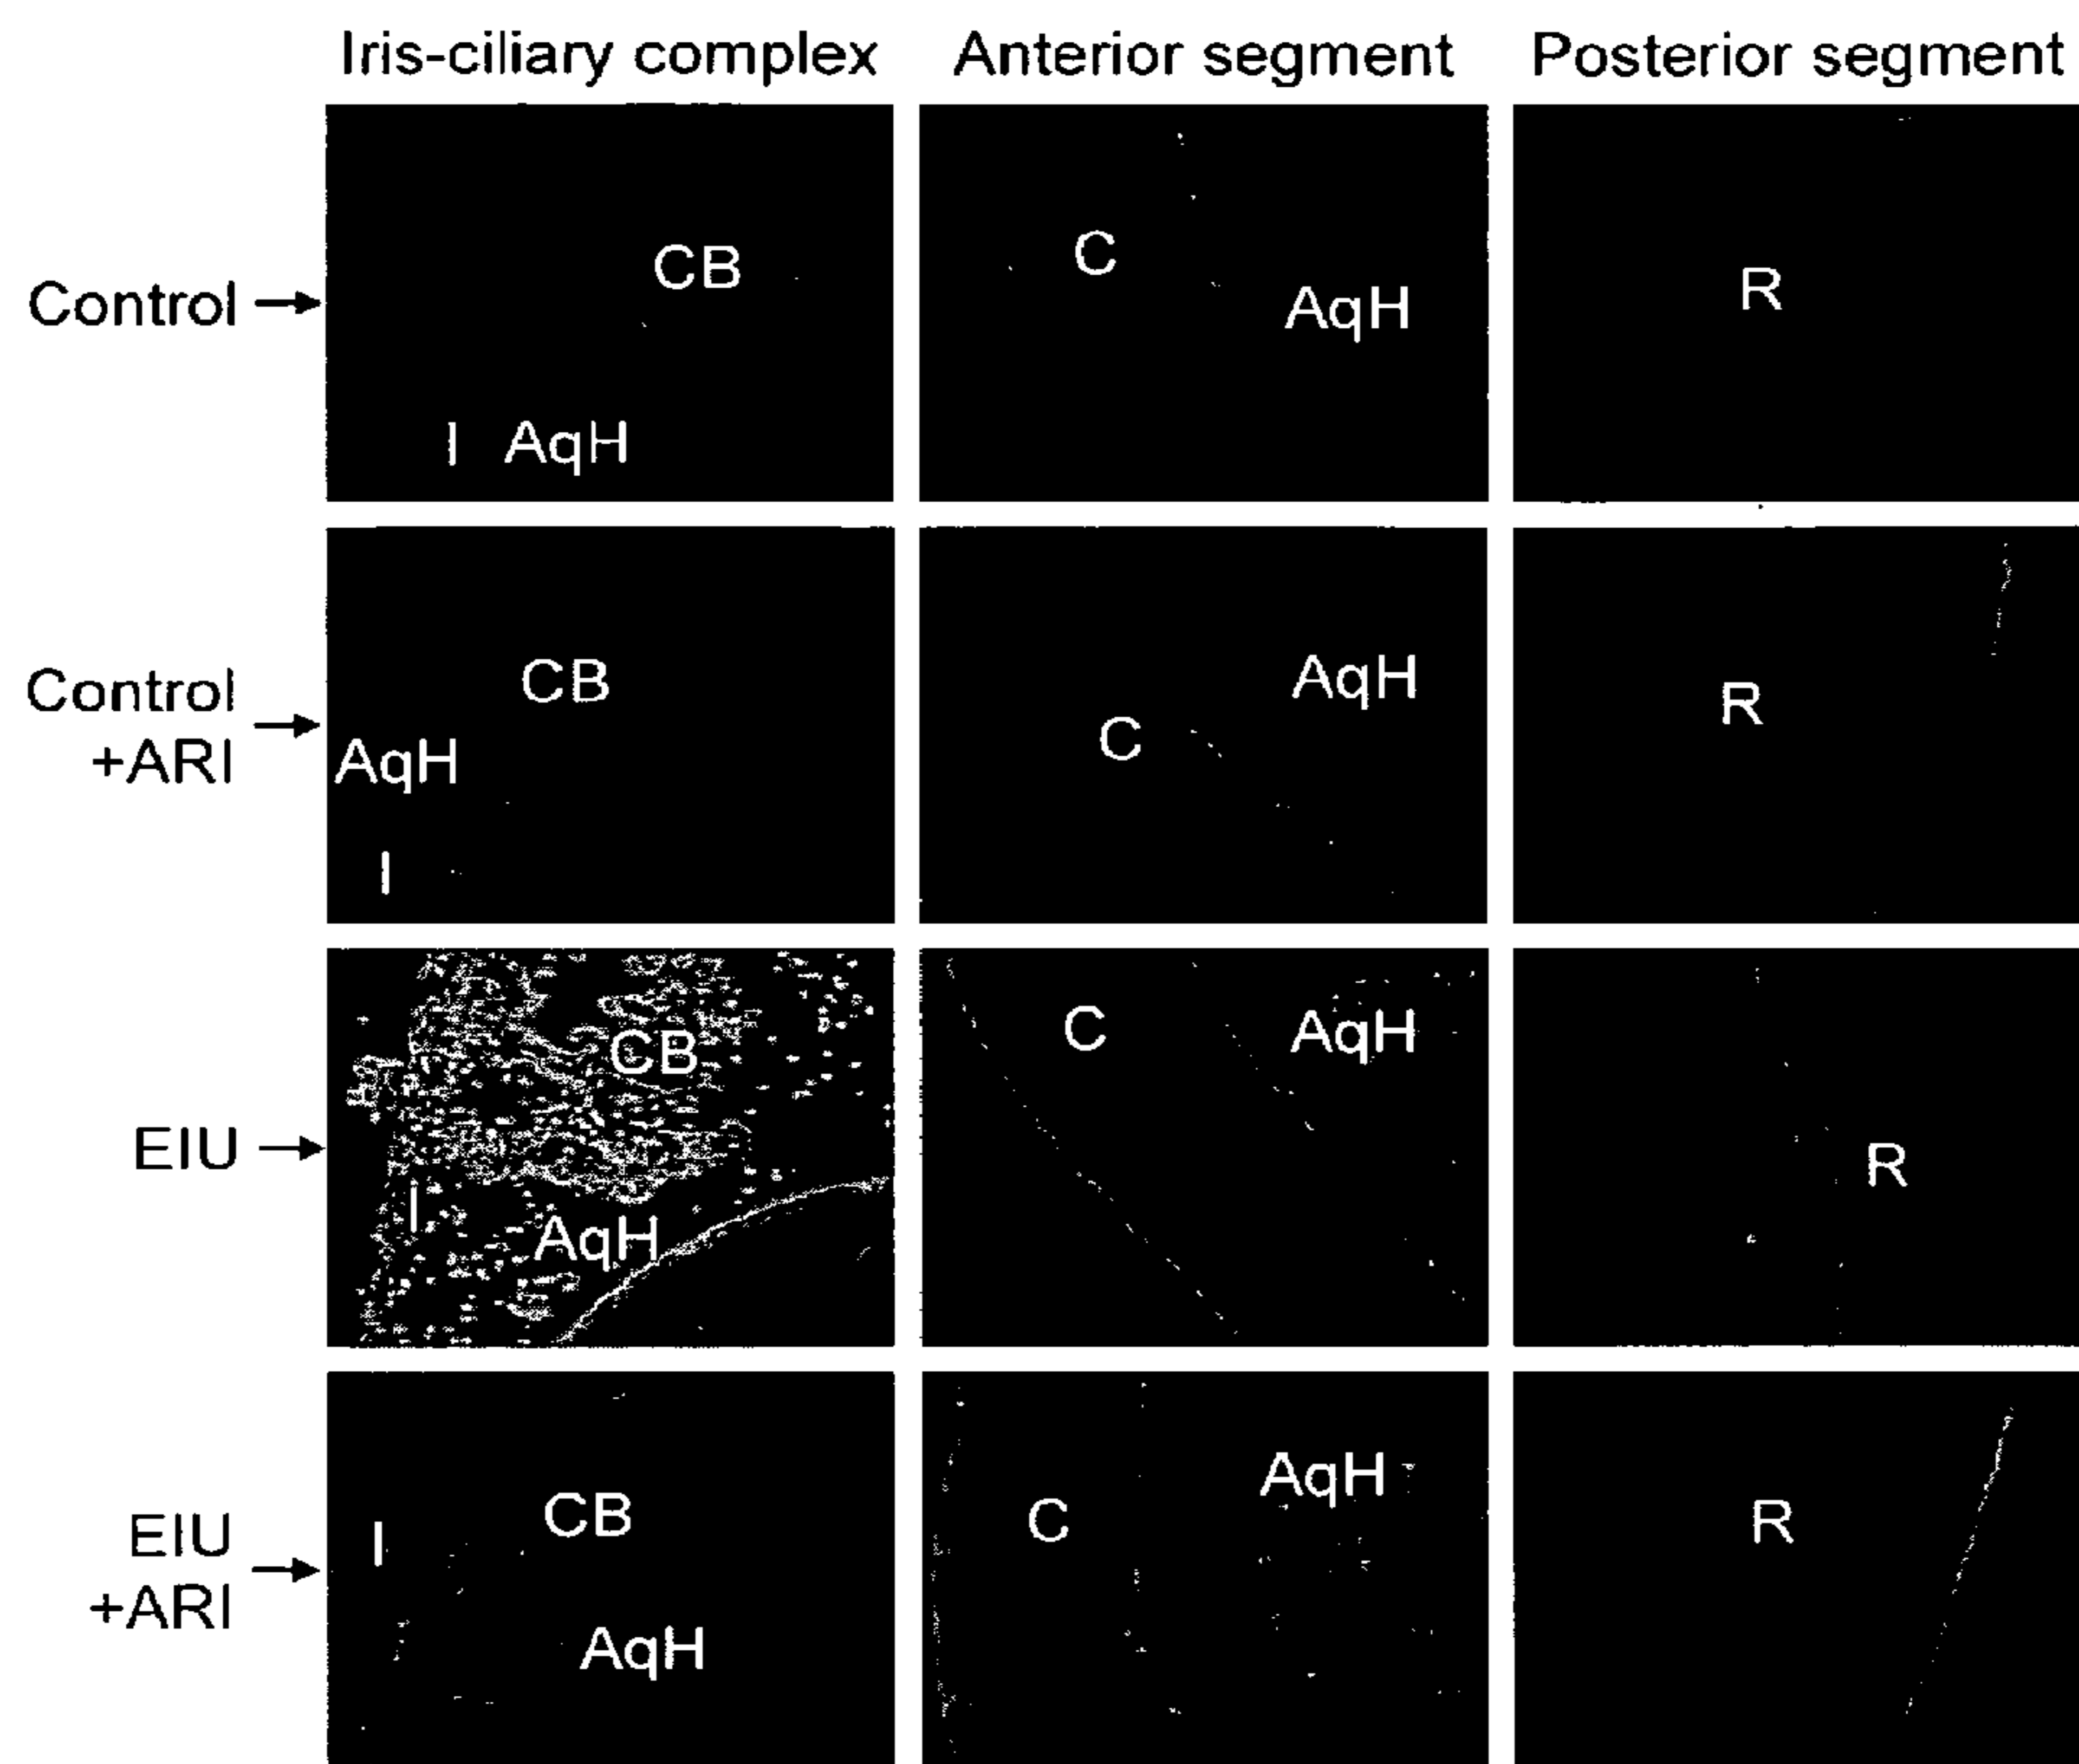 Iris-ciliary complex Anterior segment Posterior segment
Control
CB
I AqH
C
AqH
R
Control
+ARI
CB
AqH
I
AqH
C
R
EIU
CB
I
AqH
C
AqH
R
EIU
+ARI
I
CB
AqH
C
AqH
R